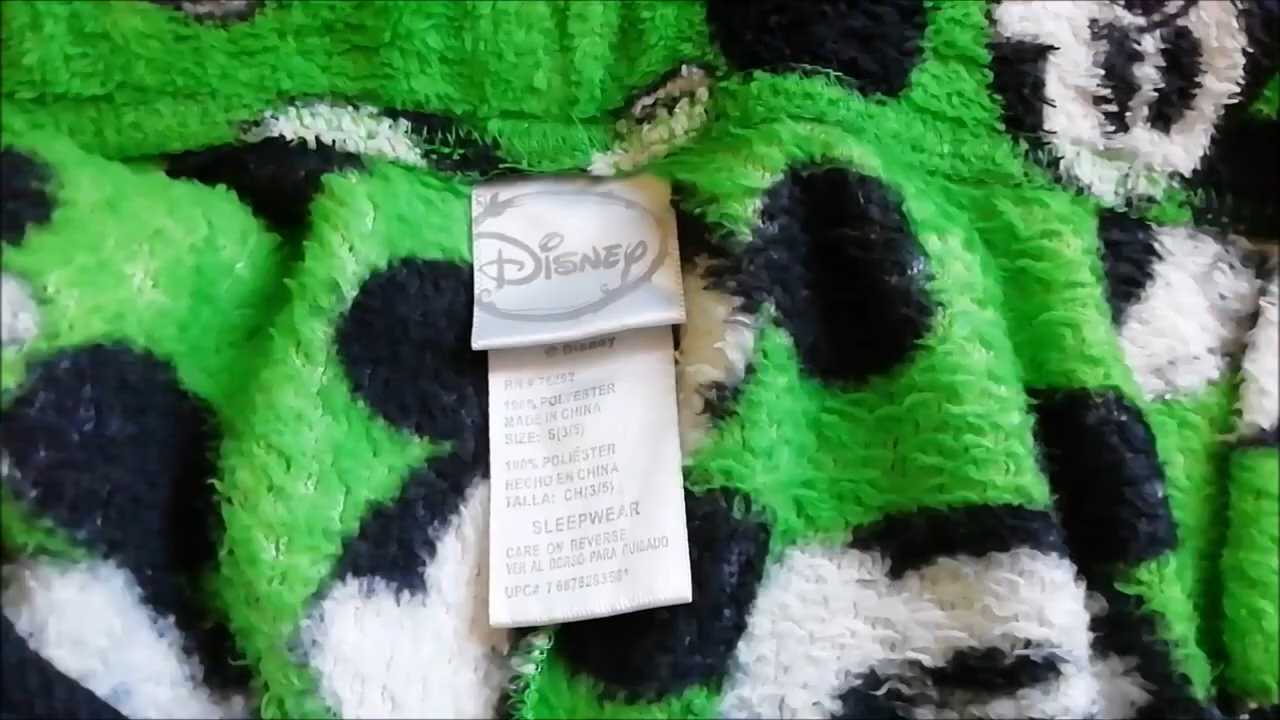 Disney
© Disney
RN # 76292
100% POLYESTER
MADE IN CHINA
SIZE: S(3/5)
100% POLIÉSTER
HECHO EN CHINA
TALLA: CH(3/5)
SLEEPWEAR
CARE ON REVERSE
VER AL DORSO PARA CUIDADO
UPC#